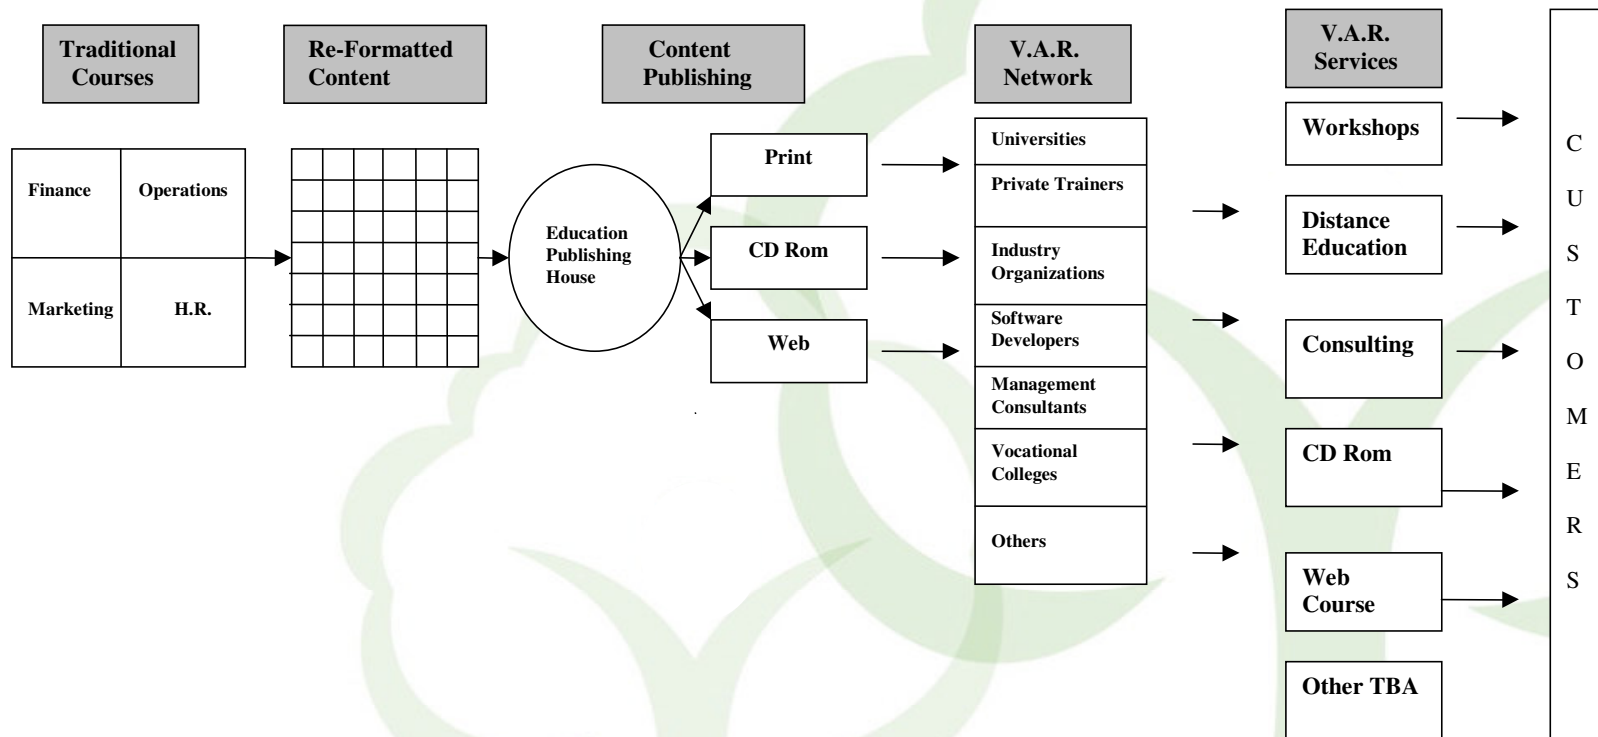 Traditional
Courses
Re-Formatted
Content
Content
Publishing
V.A.R.
Network
V.A.R.
Services
Finance
Operations
Marketing
H.R.
Education
Publishing
House
Print
CD Rom
Web
Universities
Private Trainers
Industry
Organizations
Software
Developers
Management
Consultants
Vocational
Colleges
Others
Workshops
Distance
Education
Consulting
CD Rom
Web
Course
Other TBA
C
U
S
T
O
M
E
R
S